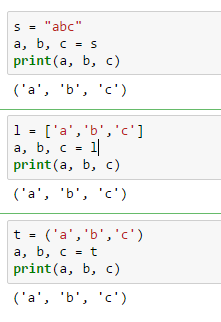 s = "abc"
a, b, c = s
print(a, b, c)
('a', 'b', 'c')
l = ['a','b','c']
a, b, c = l
print(a, b, c)
('a', 'b', 'c')
t = ('a','b','c')
a, b, c = t
print(a, b, c)
('a', 'b', 'c')